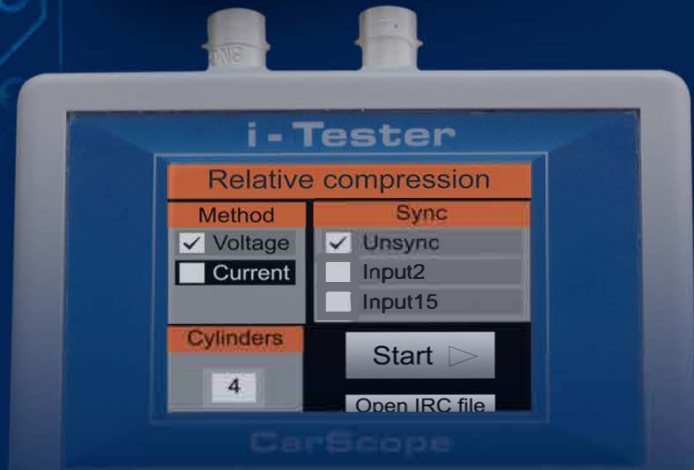 i-Tester
Relative compression
Method
Sync
Voltage
Unsync
Current
Input2
Input15
Cylinders
4
Start
Open IRC file
CarScope